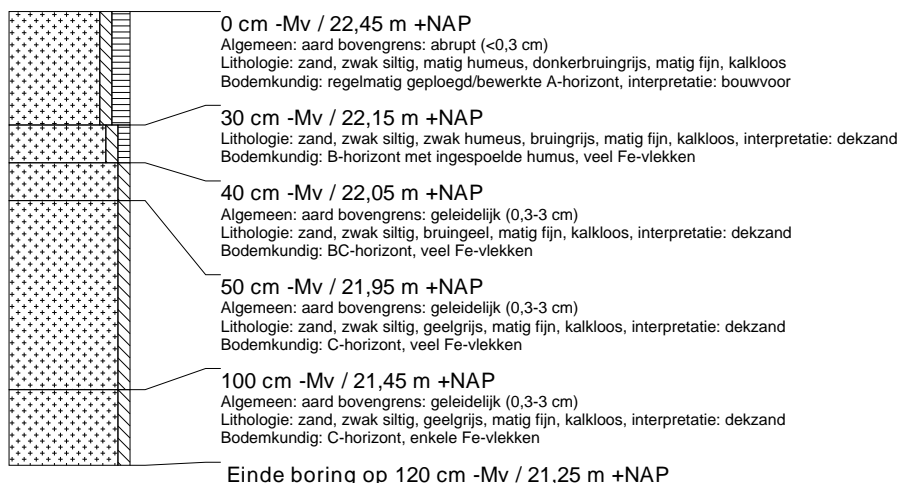 0 cm -Mv / 22,45 m +NAP
Algemeen: aard bovengrens: abrupt (<0,3 cm)
Lithologie: zand, zwak siltig, matig humeus, donkerbruingrijs, matig fijn, kalkloos
Bodemkundig: regelmatig geploegd/bewerkte A-horizont, interpretatie: bouwvoor
30 cm -Mv / 22,15 m +NAP
Lithologie: zand, zwak siltig, zwak humeus, bruingrijs, matig fijn, kalkloos, interpretatie: dekzand
Bodemkundig: B-horizont met ingespoelde humus, veel Fe-vlekken
40 cm -Mv / 22,05 m +NAP
Algemeen: aard bovengrens: geleidelijk (0,3-3 cm)
Lithologie: zand, zwak siltig, bruingeel, matig fijn, kalkloos, interpretatie: dekzand
Bodemkundig: BC-horizont, veel Fe-vlekken
50 cm -Mv / 21,95 m +NAP
Algemeen: aard bovengrens: geleidelijk (0,3-3 cm)
Lithologie: zand, zwak siltig, geelgrijs, matig fijn, kalkloos, interpretatie: dekzand
Bodemkundig: C-horizont, veel Fe-vlekken
100 cm -Mv / 21,45 m +NAP
Algemeen: aard bovengrens: geleidelijk (0,3-3 cm)
Lithologie: zand, zwak siltig, geelgrijs, matig fijn, kalkloos, interpretatie: dekzand
Bodemkundig: C-horizont, enkele Fe-vlekken
Einde boring op 120 cm -Mv / 21,25 m +NAP